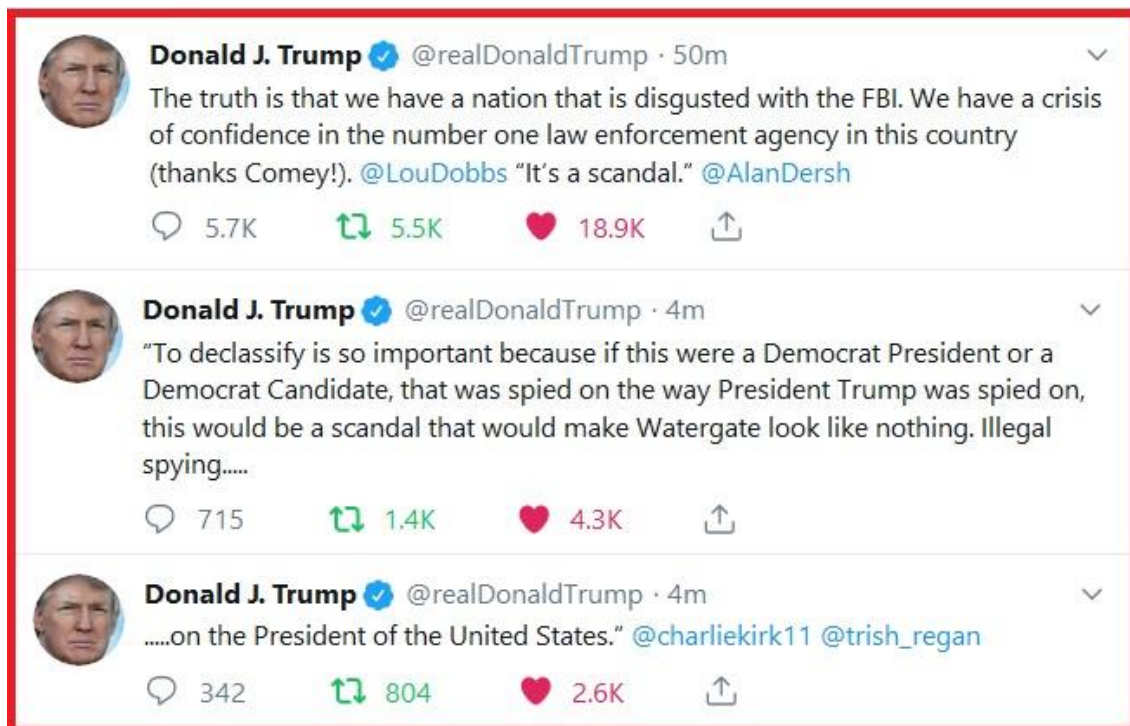 Donald J. Trump @realDonaldTrump · 50m
The truth is that we have a nation that is disgusted with the FBI. We have a crisis
of confidence in the number one law enforcement agency in this country
(thanks Comey!). @LouDobbs “It’s a scandal.” @AlanDersh
5.7K 5.5K 18.9K
Donald J. Trump @realDonaldTrump · 4m
“To declassify is so important because if this were a Democrat President or a
Democrat Candidate, that was spied on the way President Trump was spied on,
this would be a scandal that would make Watergate look like nothing. Illegal
spying.....
715 1.4K 4.3K
Donald J. Trump @realDonaldTrump · 4m
.....on the President of the United States.” @charliekirk11 @trish_regan
342 804 2.6K